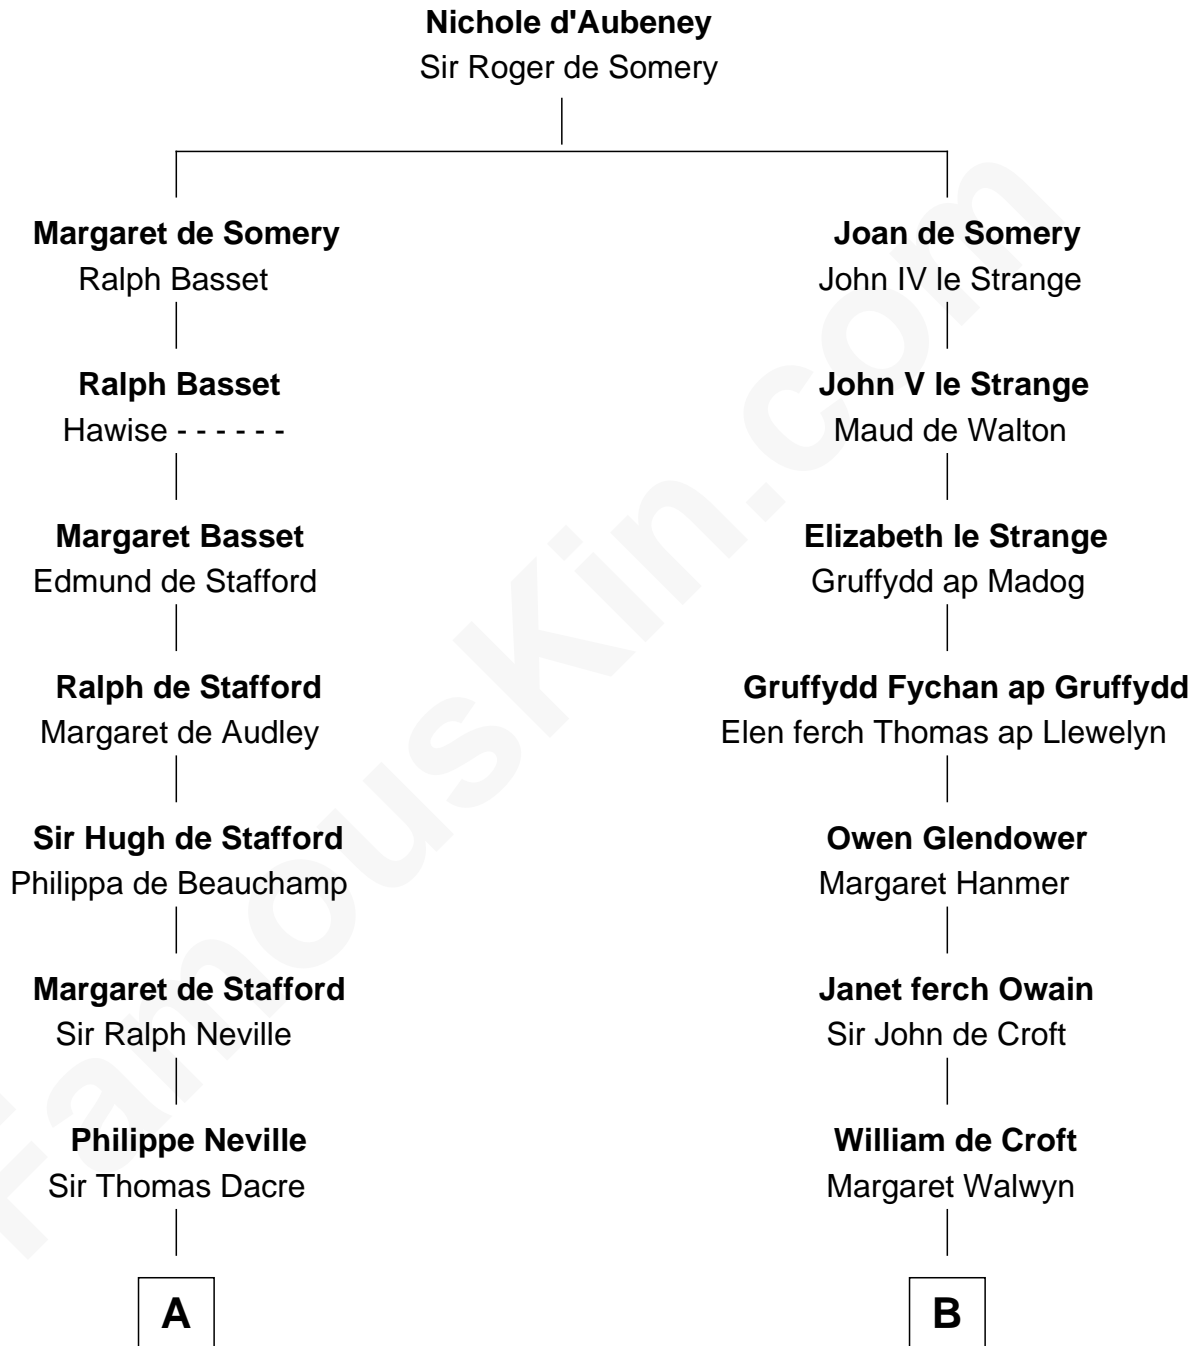 Nichole d'Aubeney
Sir Roger de Somery
Margaret de Somery
Ralph Basset
Joan de Somery
John IV le Strange
Ralph Basset
Hawise - - - - - -
John V le Strange
Maud de Walton
Margaret Basset
Edmund de Stafford
Elizabeth le Strange
Gruffydd ap Madog
Ralph de Stafford
Margaret de Audley
Gruffydd Fychan ap Gruffydd
Elen ferch Thomas ap Llewelyn
Sir Hugh de Stafford
Philippa de Beauchamp
Owen Glendower
Margaret Hanmer
Margaret de Stafford
Sir Ralph Neville
Janet ferch Owain
Sir John de Croft
Philippe Neville
Sir Thomas Dacre
William de Croft
Margaret Walwyn
A
B
FamousKin.com